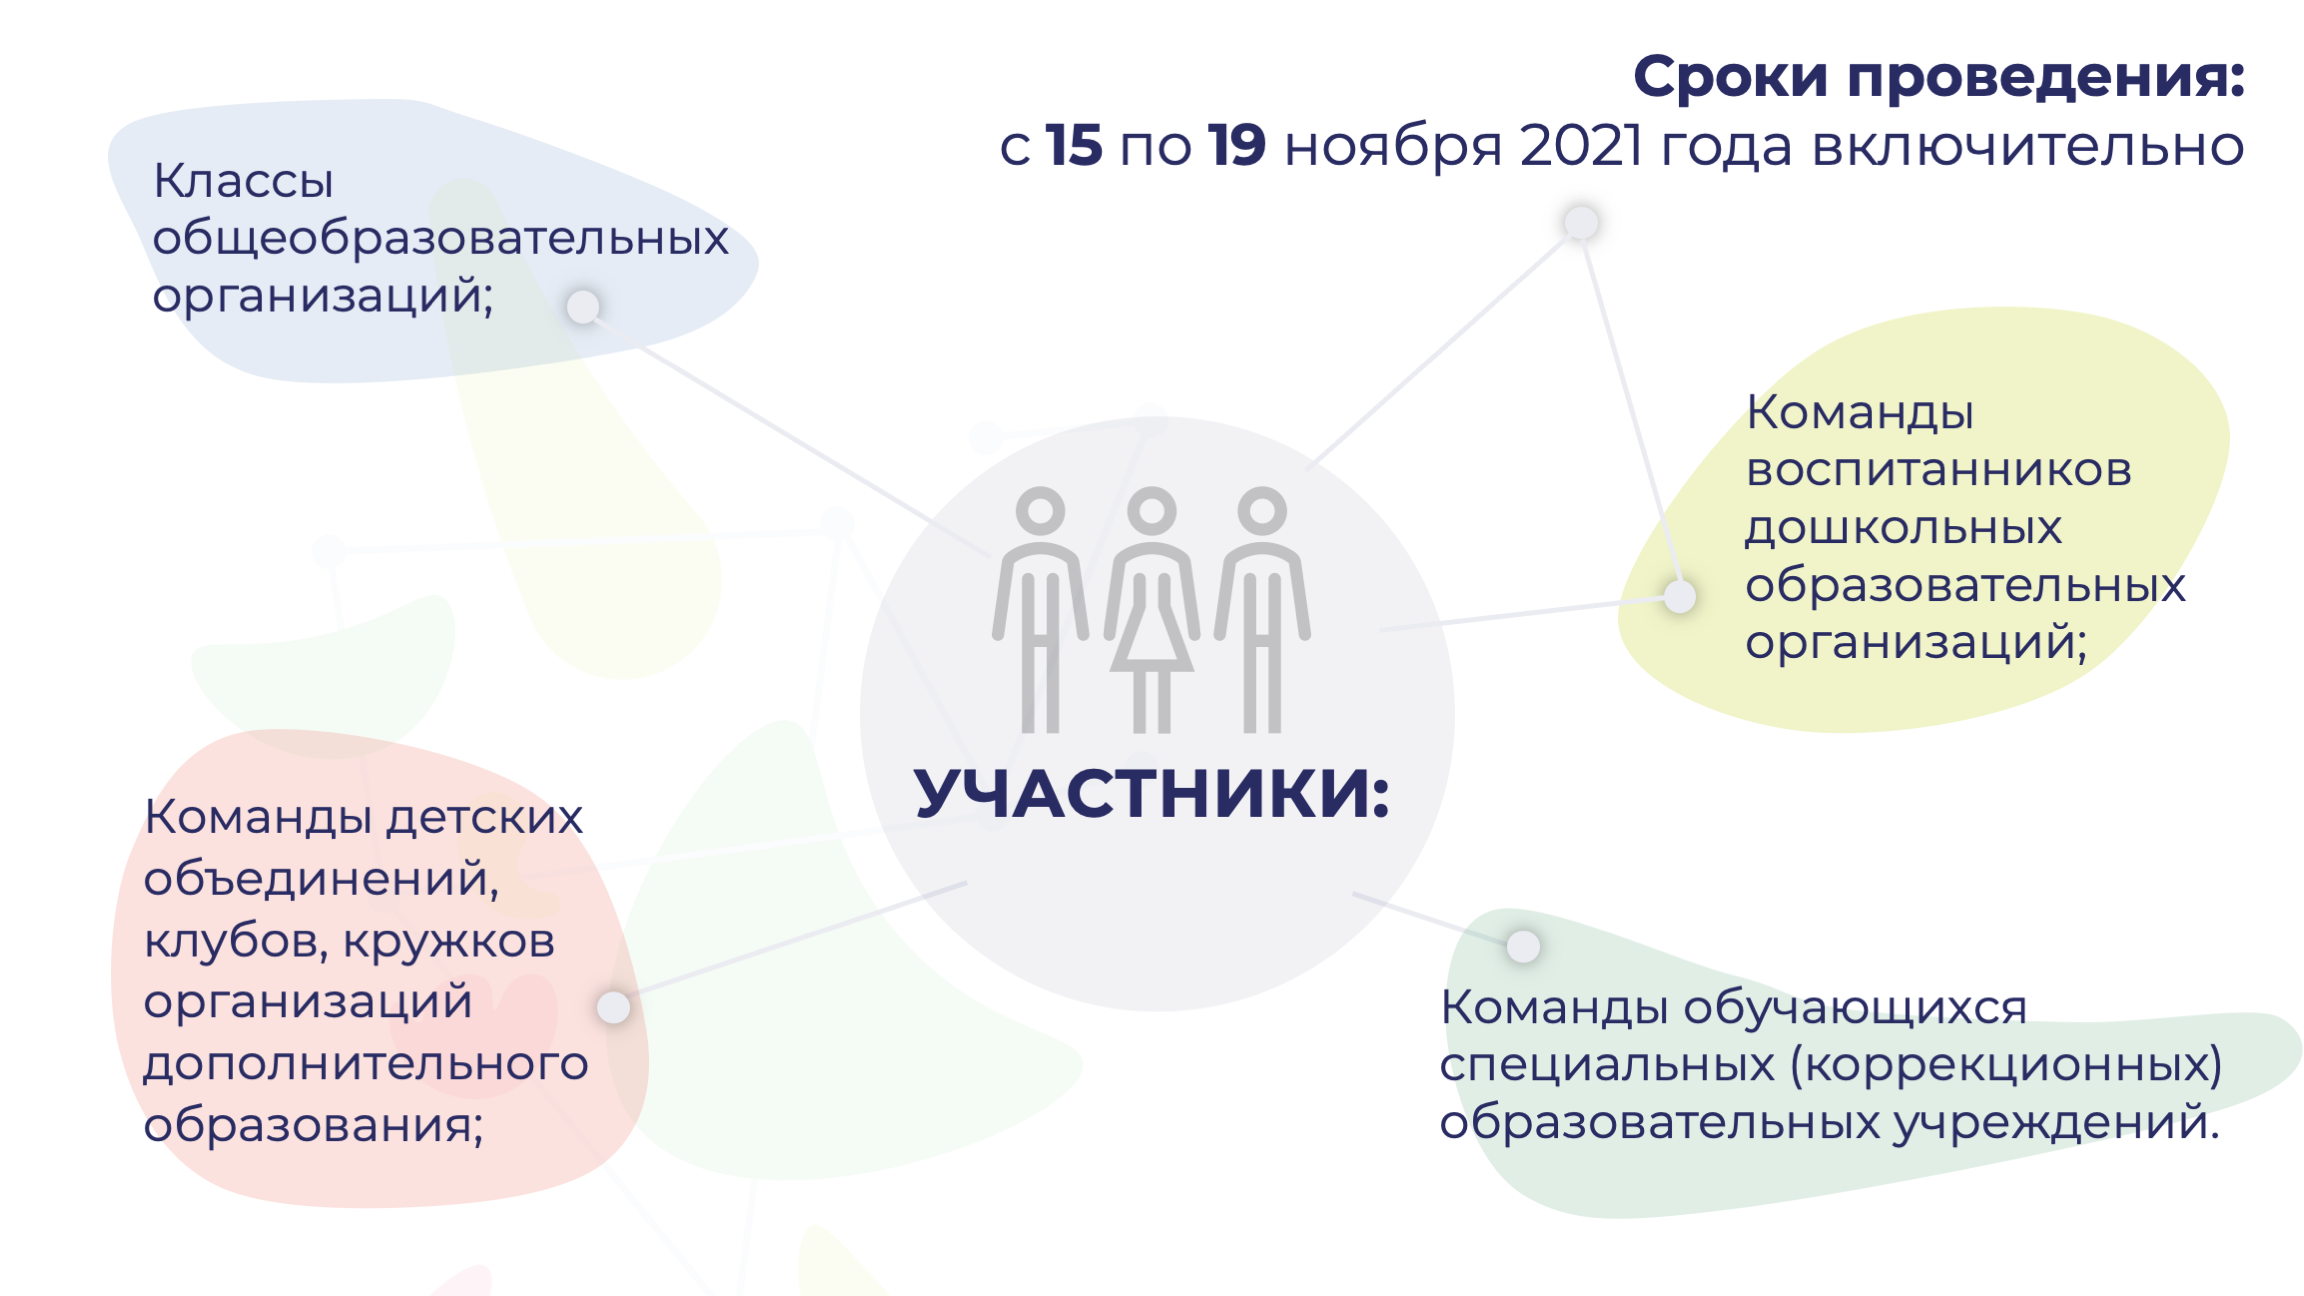 Сроки проведения:
с 15 по 19 ноября 2021 года включительно
Классы
общеобразовательных
организаций;
Команды
воспитанников
дошкольных
образовательных
организаций;
УЧАСТНИКИ:
Команды детских
объединений,
клубов, кружков
организаций
дополнительного
образования;
Команды обучающихся
специальных (коррекционных)
образовательных учреждений.